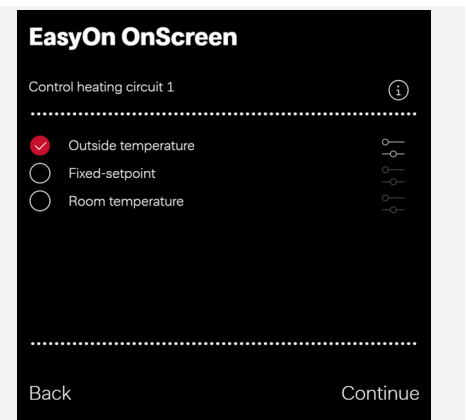 EasyOn OnScreen
Control heating circuit 1
Outside temperature
Fixed-setpoint
Room temperature
Back Continue